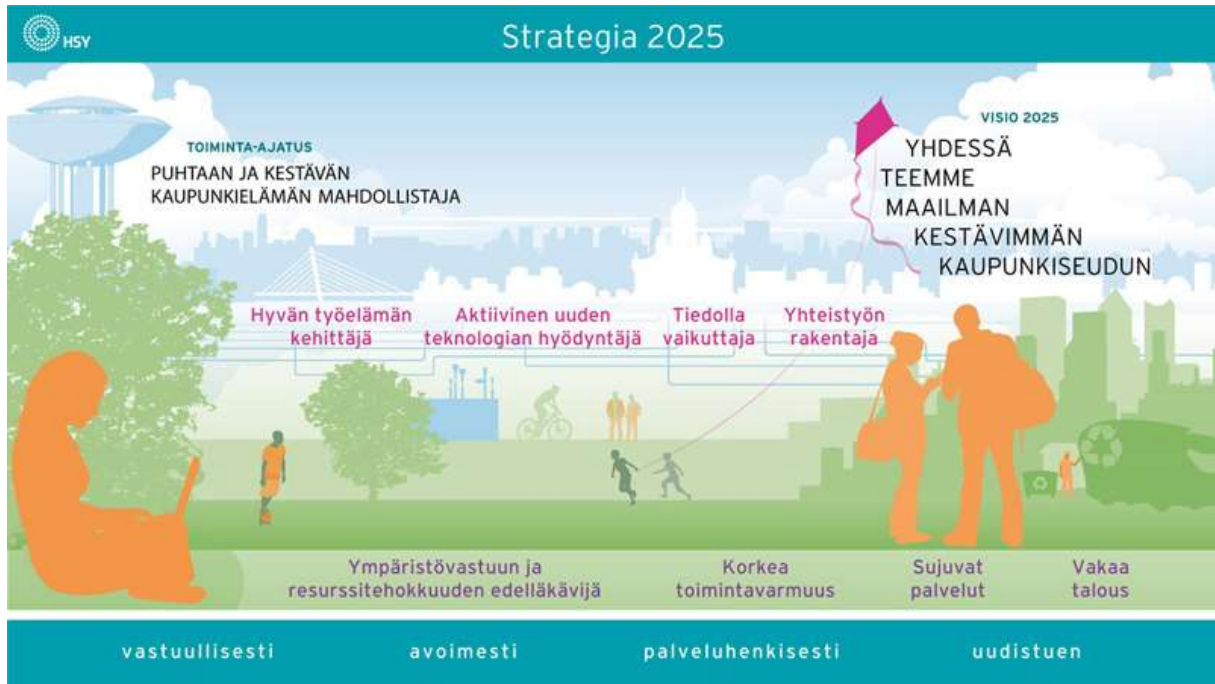 HSY
Strategia 2025
TOIMINTA-AJATUS
PUHTAAN JA KESTÄVÄN
KAUPUNKIELÄMÄN MAHDOLLISTAJA
VISIO 2025
YHDESSÄ
TEEMME
MAAILMAN
KESTÄVIMMÄN
KAUPUNKISEUDUN
Hyvän työelämän
kehittäjä
Aktiivinen uuden
teknologian hyödyntäjä
Tiedolla
vaikuttaja
Yhteistyön
rakentaja
Ympäristövastuun ja
resurssitehokkuuden edelläkävijä
Korkea
toimintavarmuus
Sujuvat
palvelut
Vakaa
talous
vastuullisesti
avoimesti
palveluhenkisesti
uudistuen